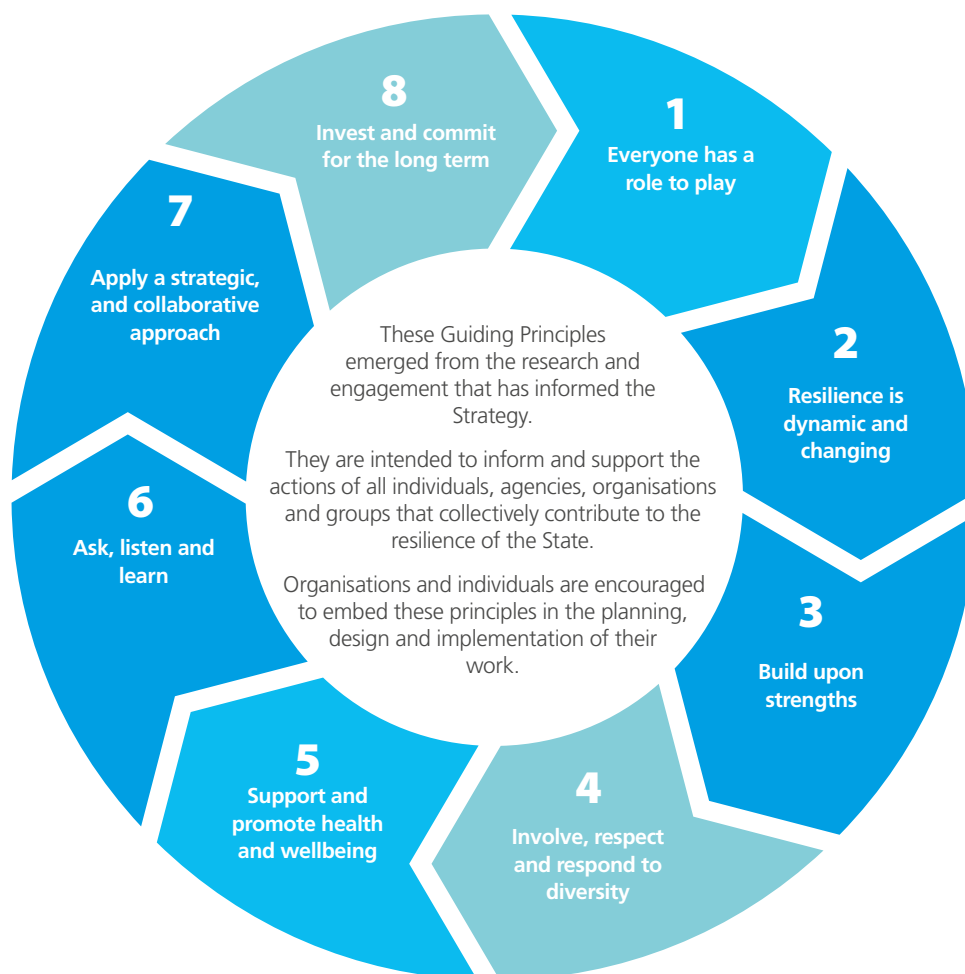 1
Everyone has a
role to play
2
Resilience is
dynamic and
changing
3
Build upon
strengths
4
Involve, respect
and respond to
diversity
5
Support and
promote health
and wellbeing
6
Ask, listen and
learn
7
Apply a strategic,
and collaborative
approach
8
Invest and commit
for the long term
These Guiding Principles
emerged from the research and
engagement that has informed the
Strategy.
They are intended to inform and support the
actions of all individuals, agencies, organisations
and groups that collectively contribute to the
resilience of the State.
Organisations and individuals are encouraged
to embed these principles in the planning,
design and implementation of their
work.